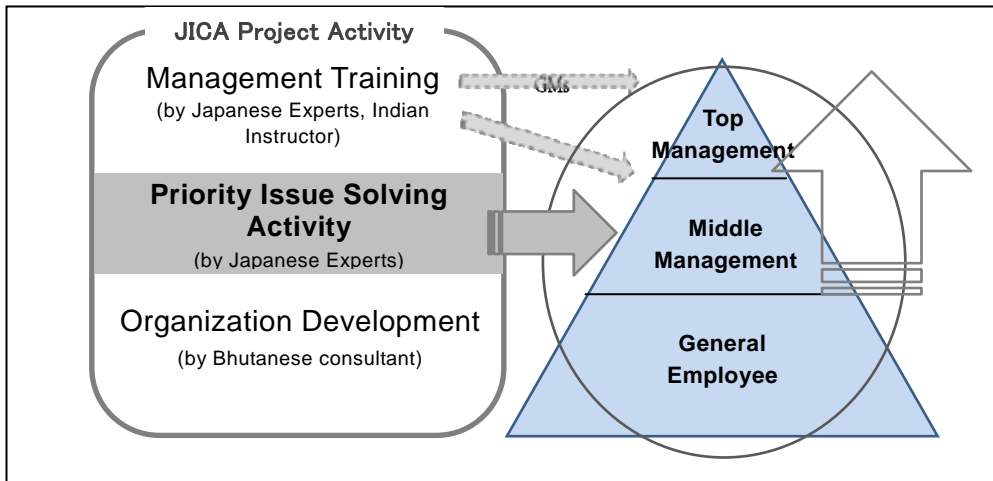 JICA Project Activity
Management Training
(by Japanese Experts, Indian
Instructor)
Priority Issue Solving
Activity
(by Japanese Experts)
Organization Development
(by Bhutanese consultant)
GMs
Top
Management
Middle
Management
General
Employee